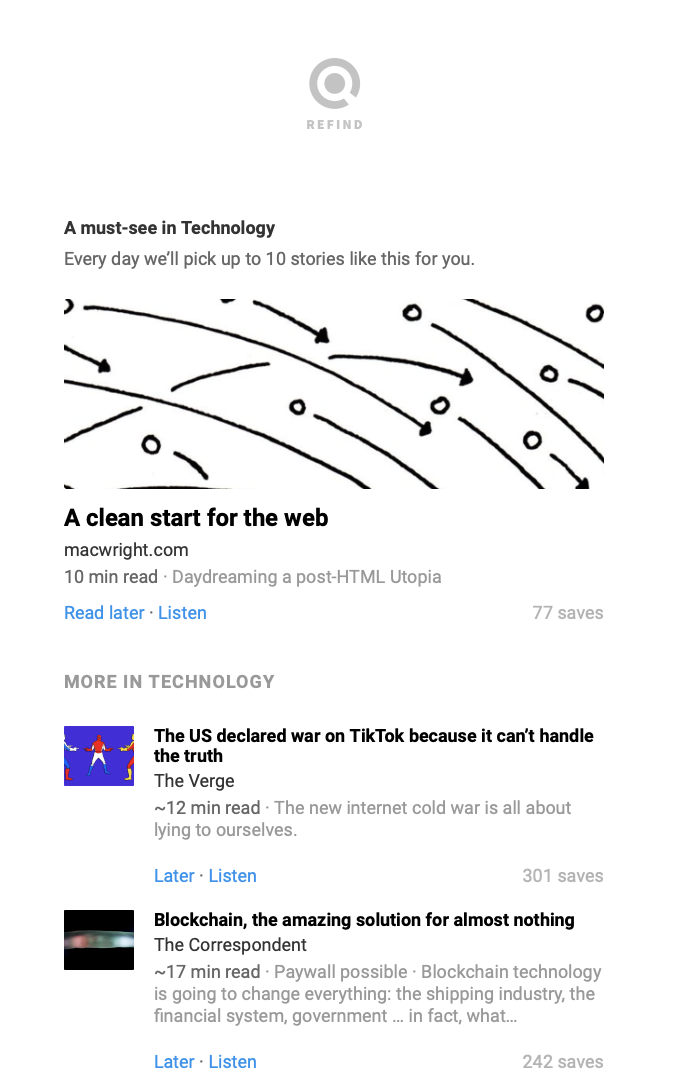 REFIND
A must-see in Technology
Every day we’ll pick up to 10 stories like this for you.
A clean start for the web
macwright.com
10 min read · Daydreaming a post-HTML Utopia
Read later · Listen
77 saves
MORE IN TECHNOLOGY
The US declared war on TikTok because it can’t handle
the truth
The Verge
~12 min read · The new internet cold war is all about
lying to ourselves.
Later · Listen
301 saves
Blockchain, the amazing solution for almost nothing
The Correspondent
~17 min read · Paywall possible · Blockchain technology
is going to change everything: the shipping industry, the
financial system, government … in fact, what…
Later · Listen
242 saves